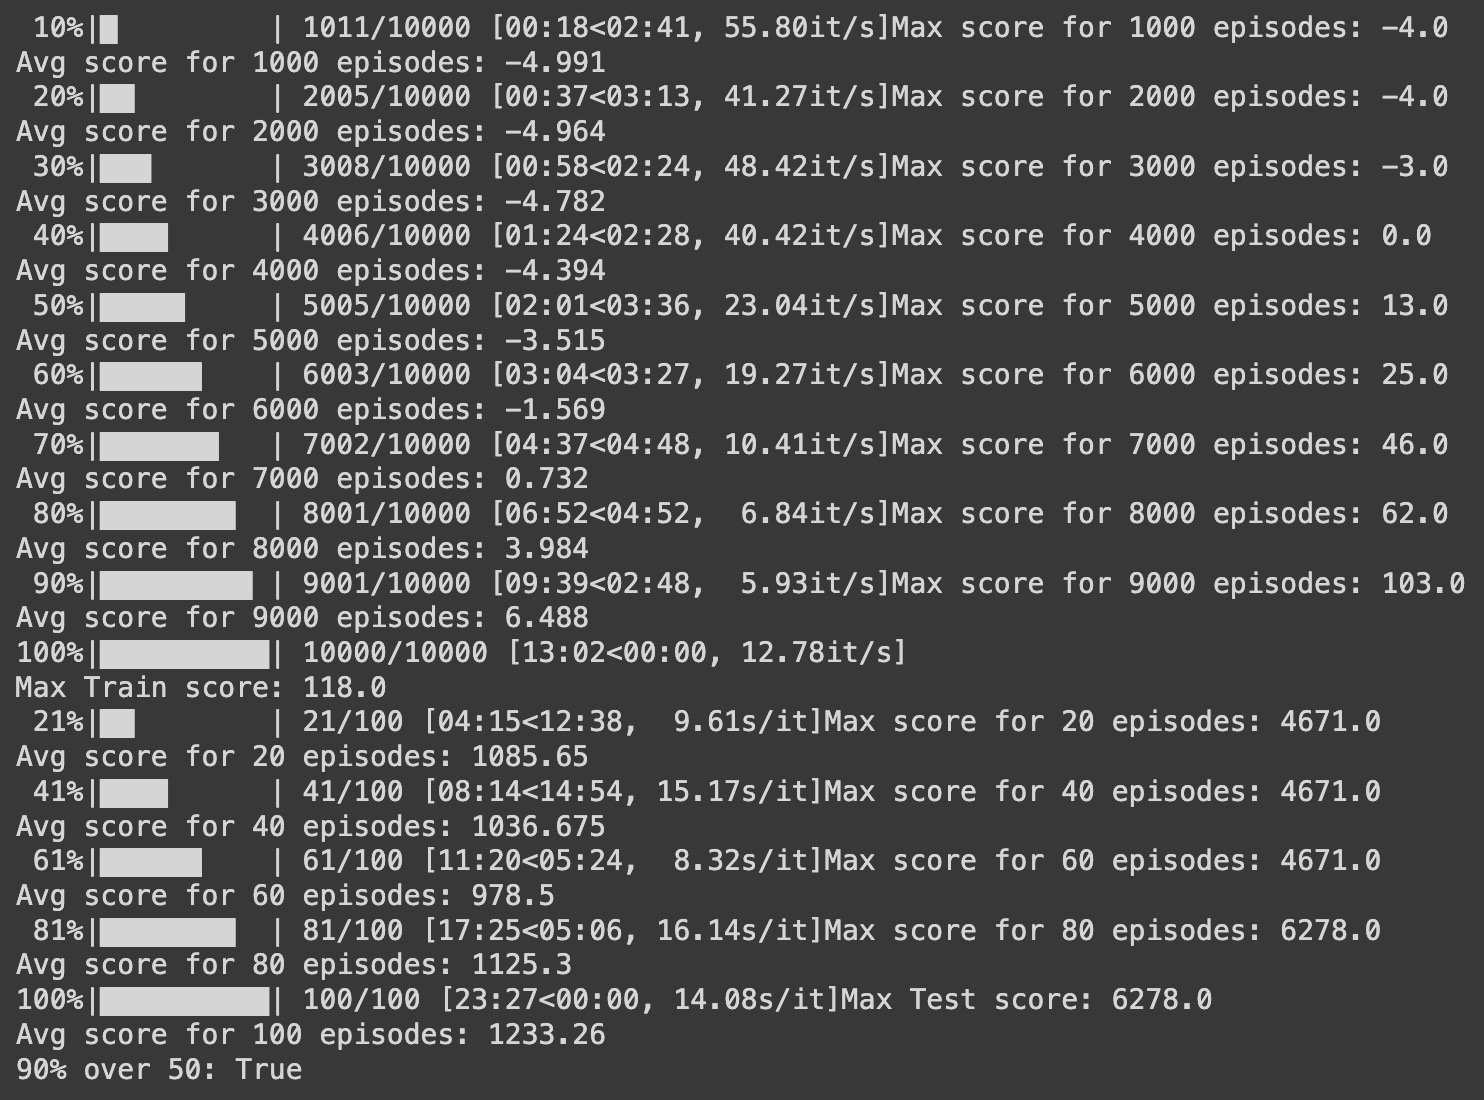 10%|█         | 1011/10000 [00:18<02:41, 55.80it/s]Max score for 1000 episodes: -4.0
Avg score for 1000 episodes: -4.991
20%|██        | 2005/10000 [00:37<03:13, 41.27it/s]Max score for 2000 episodes: -4.0
Avg score for 2000 episodes: -4.964
30%|███       | 3008/10000 [00:58<02:24, 48.42it/s]Max score for 3000 episodes: -3.0
Avg score for 3000 episodes: -4.782
40%|████      | 4006/10000 [01:24<02:28, 40.42it/s]Max score for 4000 episodes: 0.0
Avg score for 4000 episodes: -4.394
50%|█████     | 5005/10000 [02:01<03:36, 23.04it/s]Max score for 5000 episodes: 13.0
Avg score for 5000 episodes: -3.515
60%|██████    | 6003/10000 [03:04<03:27, 19.27it/s]Max score for 6000 episodes: 25.0
Avg score for 6000 episodes: -1.569
70%|███████   | 7002/10000 [04:37<04:48, 10.41it/s]Max score for 7000 episodes: 46.0
Avg score for 7000 episodes: 0.732
80%|████████  | 8001/10000 [06:52<04:52,  6.84it/s]Max score for 8000 episodes: 62.0
Avg score for 8000 episodes: 3.984
90%|█████████ | 9001/10000 [09:39<02:48,  5.93it/s]Max score for 9000 episodes: 103.0
Avg score for 9000 episodes: 6.488
100%|██████████| 10000/10000 [13:02<00:00, 12.78it/s]
Max Train score: 118.0
21%|██        | 21/100 [04:15<12:38,  9.61s/it]Max score for 20 episodes: 4671.0
Avg score for 20 episodes: 1085.65
41%|████      | 41/100 [08:14<14:54, 15.17s/it]Max score for 40 episodes: 4671.0
Avg score for 40 episodes: 1036.675
61%|██████    | 61/100 [11:20<05:24,  8.32s/it]Max score for 60 episodes: 4671.0
Avg score for 60 episodes: 978.5
81%|████████  | 81/100 [17:25<05:06, 16.14s/it]Max score for 80 episodes: 6278.0
Avg score for 80 episodes: 1125.3
100%|██████████| 100/100 [23:27<00:00, 14.08s/it]Max Test score: 6278.0
Avg score for 100 episodes: 1233.26
90% over 50: True